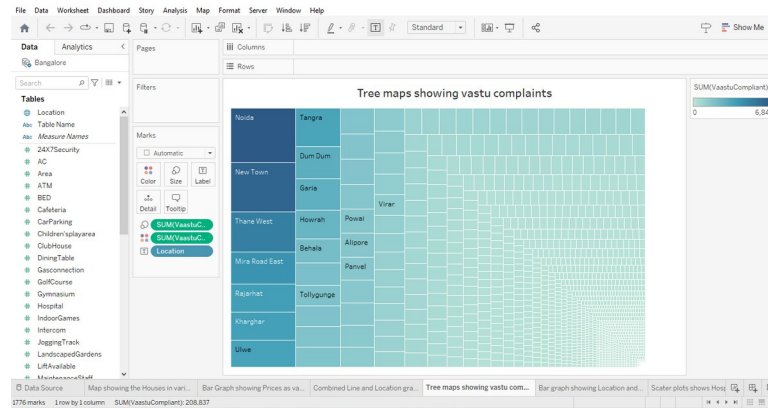 File Data Worksheet Dashboard Story Analysis Map Format Server Window Help
Standard
Show Me
Data Analytics
Pages
Columns
Rows
Bangalore
Search
Tables
Location
Abc Table Name
Abc Measure Names
# 24X7Security
# AC
# Area
# ATM
# BED
# Cafeteria
# CarParking
# Children'splayarea
# ClubHouse
# DiningTable
# Gasconnection
# GolfCourse
# Gymnasium
# Hospital
# IndoorGames
# Intercom
# JoggingTrack
# LandscapedGardens
# LiftAvailable
# MaintenanceStaff
Filters
Marks
Automatic
Color Size Label
Detail Tooltip
SUM(VaastuC..
SUM(VaastuC..
Location
Tree maps showing vastu complaints
Noida
New Town
Thane West
Mira Road East
Rajarhat
Kharghar
Ulwe
Tangra
Dum Dum
Garia
Howrah
Behala
Tollygunge
Powai
Alipore
Panvel
Virar
SUM(VaastuCompliant)
0 6,84
Data Source Map showing the Houses in vari... Bar Graph showing Prices as va... Combined Line and Location gra... Tree maps showing vastu com... Bar graph showing Location and... Scater plots shows Hosp
1776 marks 1 row by 1 column SUM(VaastuCompliant): 208,837